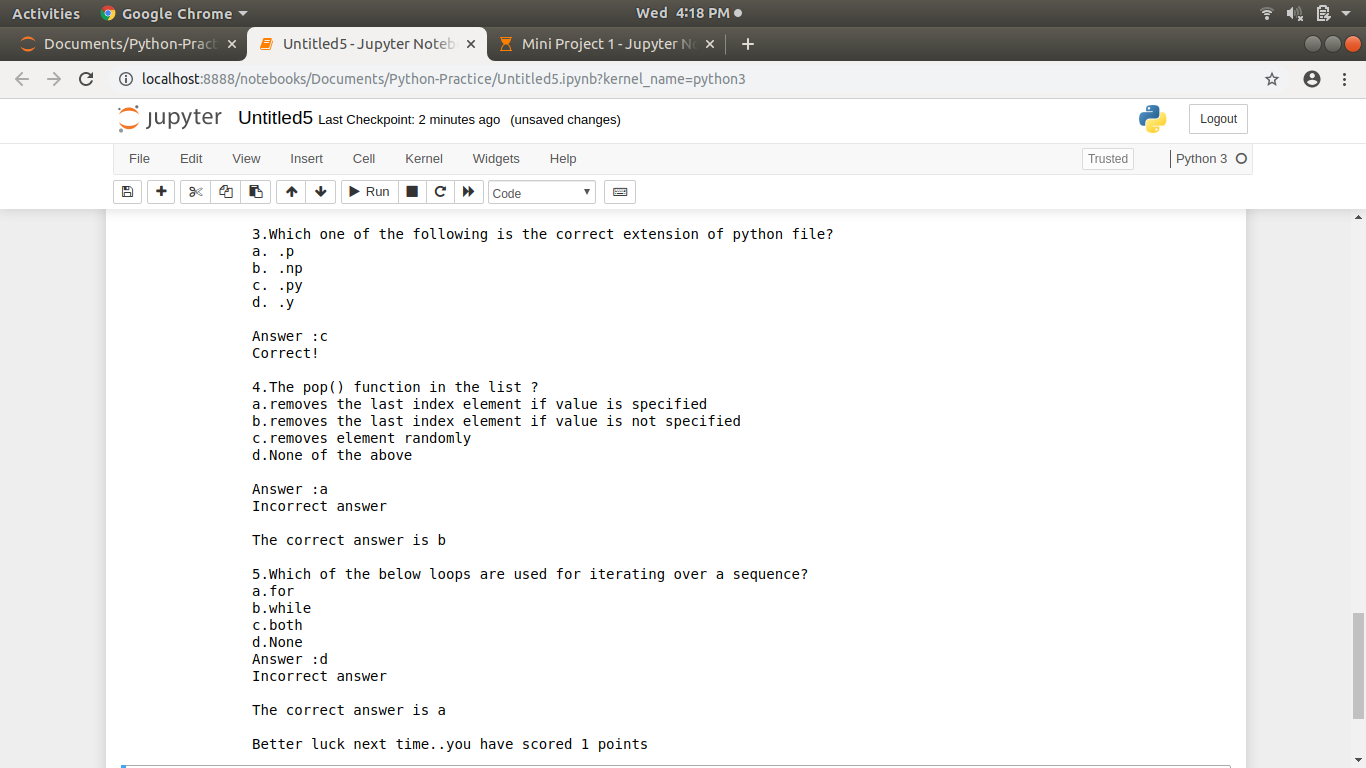 Activities Google Chrome Wed 4:18 PM
Documents/Python-Pract Untitled5 - Jupyter Noteb Mini Project 1 - Jupyter N
localhost:8888/notebooks/Documents/Python-Practice/Untitled5.ipynb?kernel_name=python3
jupyter Untitled5 Last Checkpoint: 2 minutes ago (unsaved changes) Logout
File Edit View Insert Cell Kernel Widgets Help Trusted Python 3
Run Code
3.Which one of the following is the correct extension of python file?
a. .p
b. .np
c. .py
d. .y
Answer :c
Correct!
4.The pop() function in the list ?
a.removes the last index element if value is specified
b.removes the last index element if value is not specified
c.removes element randomly
d.None of the above
Answer :a
Incorrect answer
The correct answer is b
5.Which of the below loops are used for iterating over a sequence?
a.for
b.while
c.both
d.None
Answer :d
Incorrect answer
The correct answer is a
Better luck next time..you have scored 1 points